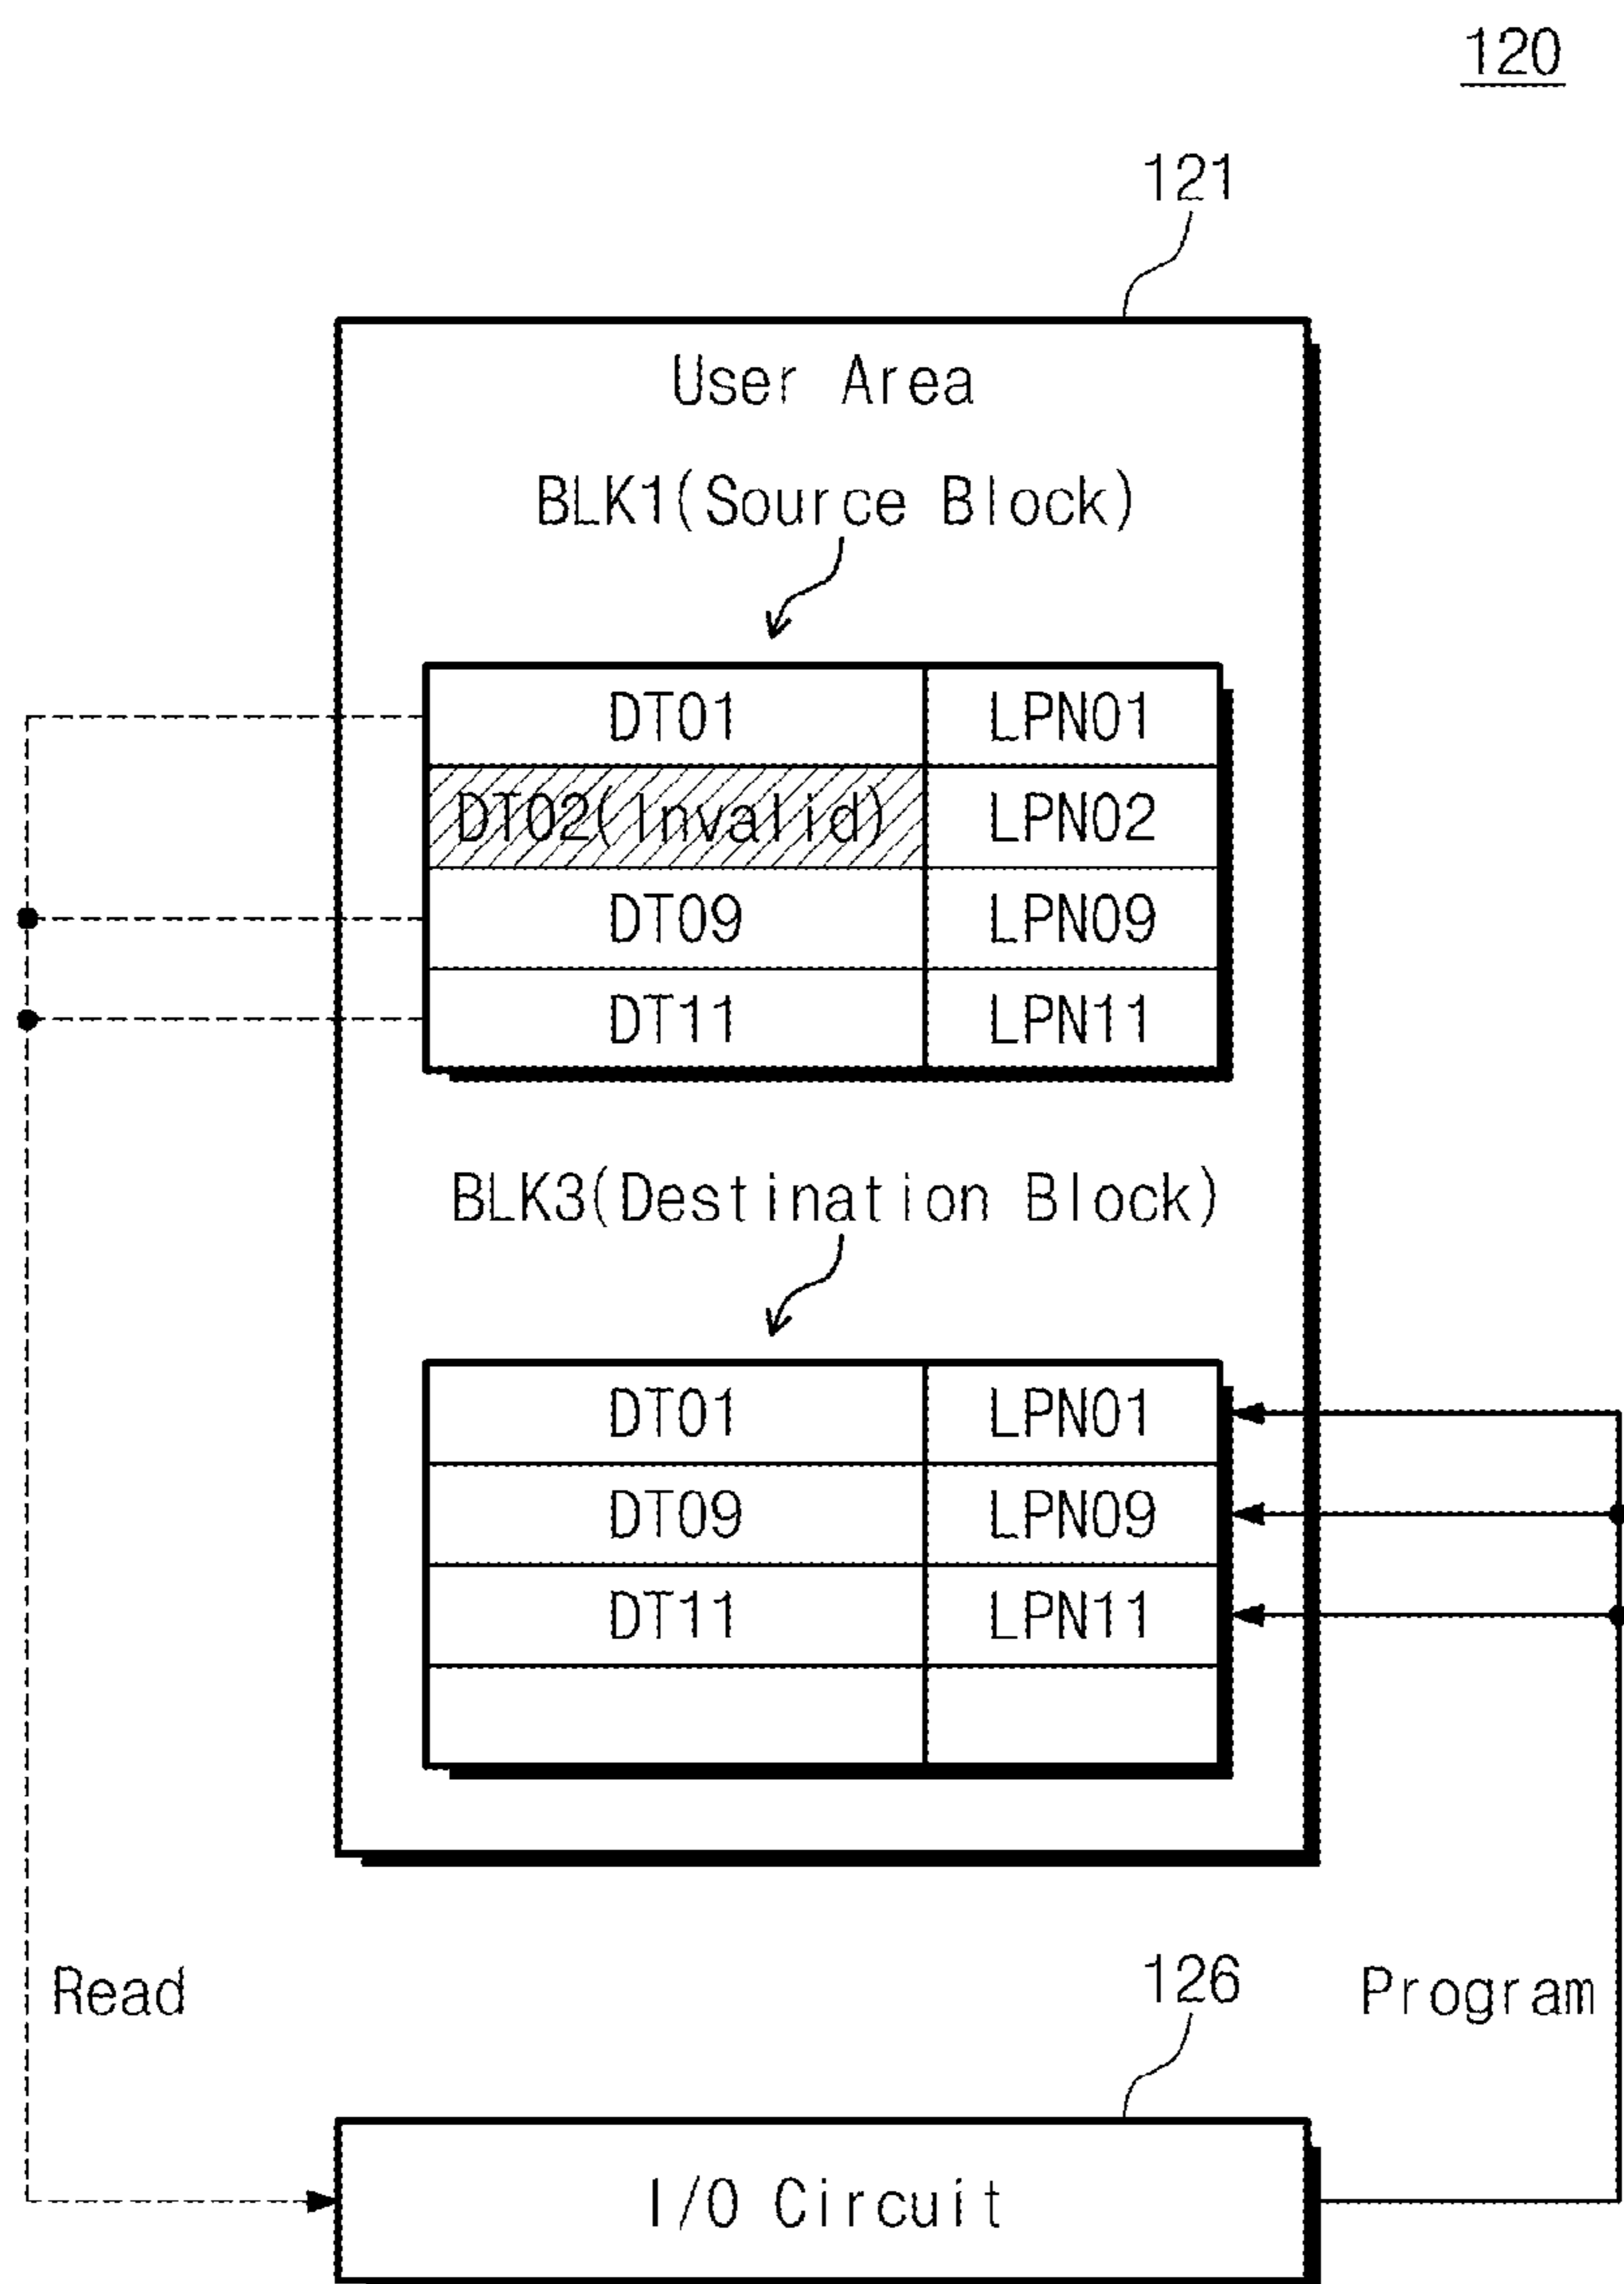 120
121
User Area
BLK1(Source Block)
DT01 LPN01
DT02(Invalid) LPN02
DT09 LPN09
DT11 LPN11
BLK3(Destination Block)
DT01 LPN01
DT09 LPN09
DT11 LPN11
Read
126
Program
I/O Circuit